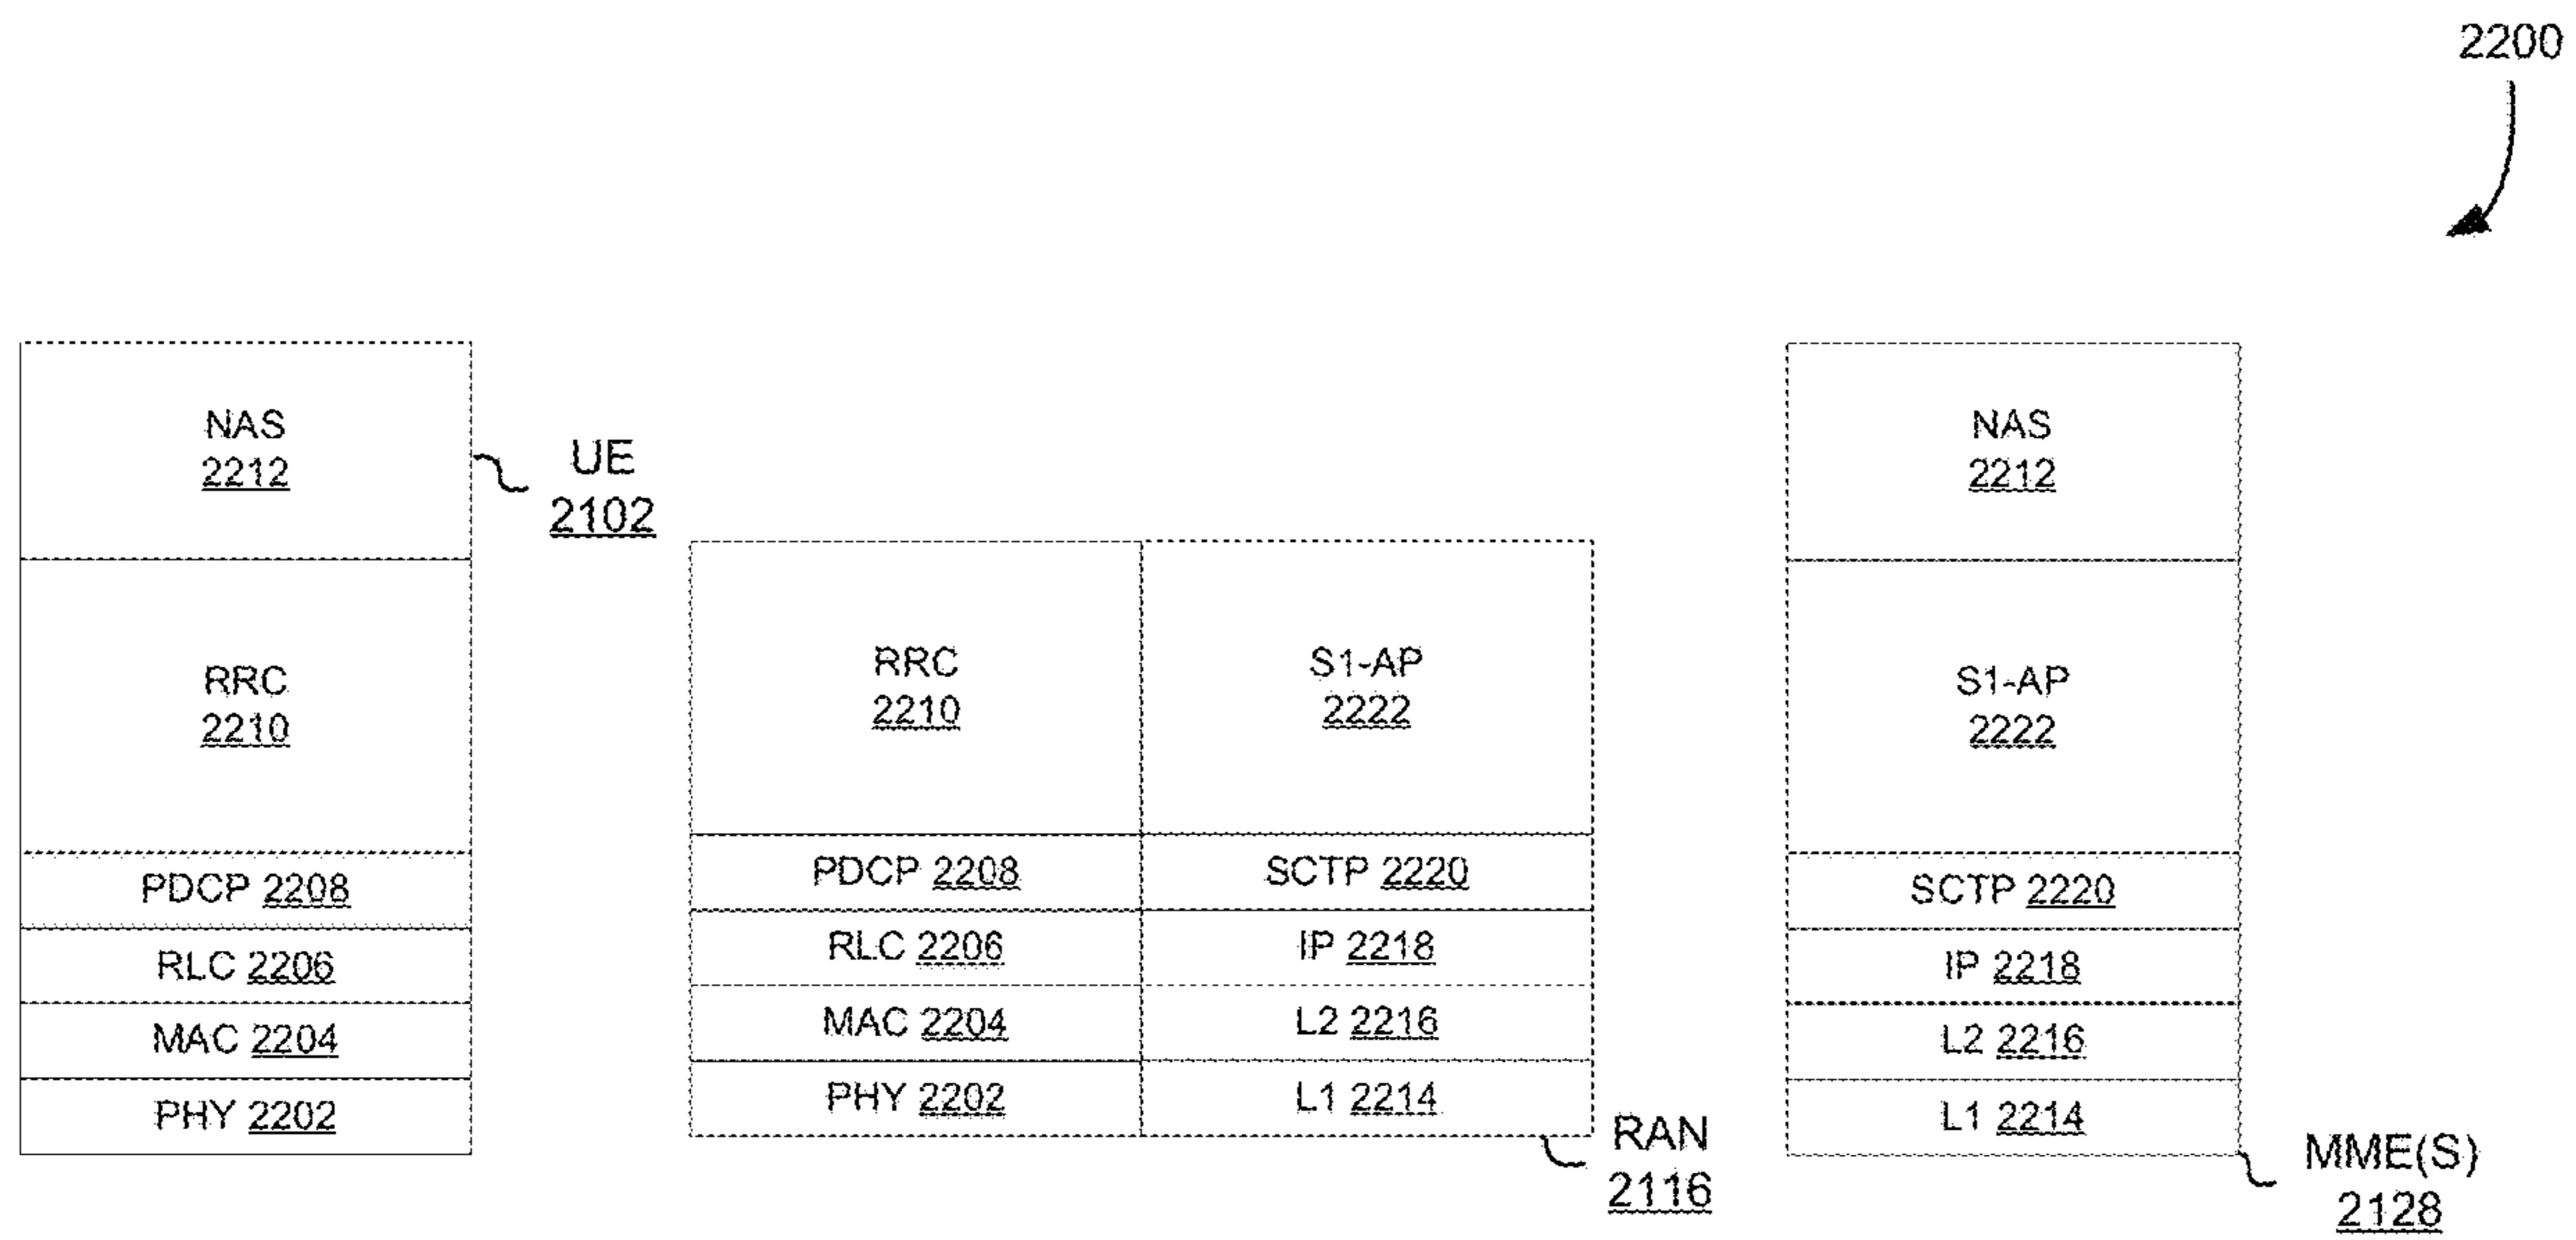 2200
NAS
2212
RRC
2210
PDCP 2208
RLC 2206
MAC 2204
PHY 2202
UE
2102
RRC
2210
S1-AP
2222
PDCP 2208
SCTP 2220
RLC 2206
IP 2218
MAC 2204
L2 2216
PHY 2202
L1 2214
RAN
2116
NAS
2212
S1-AP
2222
SCTP 2220
IP 2218
L2 2216
L1 2214
MME(S)
2128